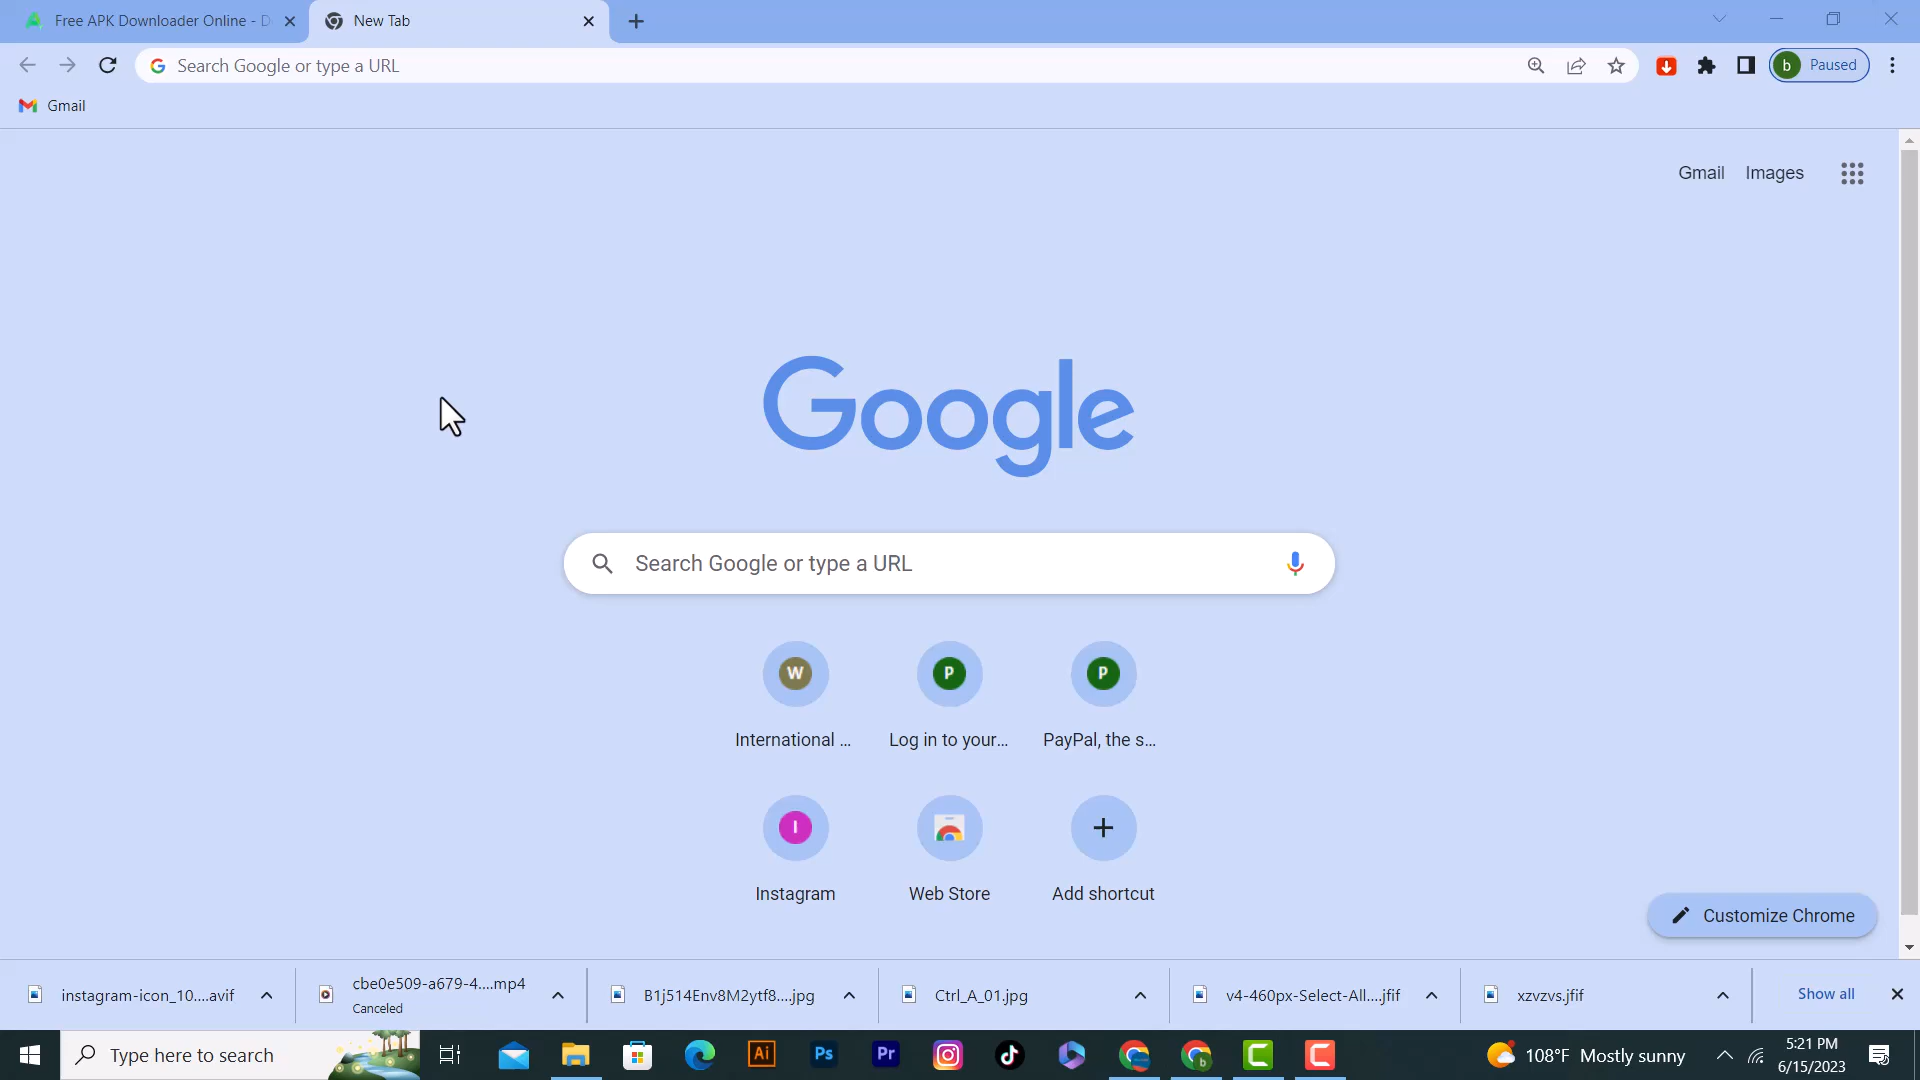 Free APK Downloader Online - D
New Tab
Search Google or type a URL
b Paused
Gmail
Gmail Images
Google
Search Google or type a URL
W P P
International ... Log in to your... PayPal, the s...
I
Instagram Web Store Add shortcut
Customize Chrome
instagram-icon_10....avif
cbe0e509-a679-4....mp4
Canceled
B1j514Env8M2ytf8....jpg
Ctrl_A_01.jpg
v4-460px-Select-All....jfif
xzvzvs.jfif
Show all
Type here to search
Ai Ps Pr
b
108°F Mostly sunny
5:21 PM
6/15/2023